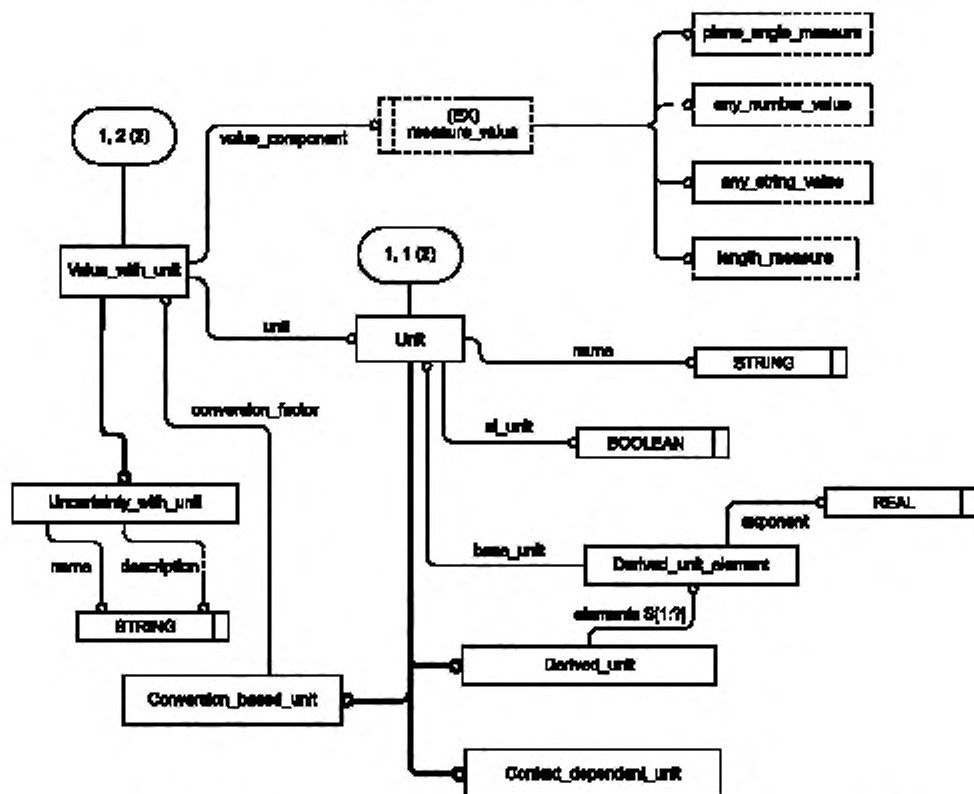 plane_angle_measure
1, 2 (2)
(EX)
measure_value
any_number_value
value_component
any_string_value
1, 1 (2)
Value_with_unit
length_measure
unit
Unit
name
STRING
conversion_factor
si_unit
BOOLEAN
Uncertainty_with_unit
REAL
exponent
name
description
base_unit
Derived_unit_element
STRING
elements S[1:?]
Derived_unit
Conversion_based_unit
Context_dependent_unit